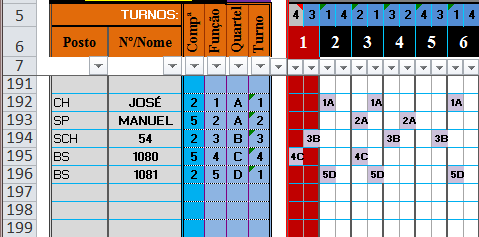 5 TURNOS: Compª Função Quarto Turno 4 3 1 4 2 3 1 4 2 3 1 4
6 Posto Nº/Nome 1 2 3 4 5 6
7
191
192 CH JOSÉ 2 1 A 1 1A 1A 1A
193 SP MANUEL 5 2 A 2 2A 2A
194 SCH 54 2 3 B 3 3B 3B 3B
195 BS 1080 5 4 C 4 4C 4C
196 BS 1081 2 5 D 1 5D 5D 5D
197
198
199